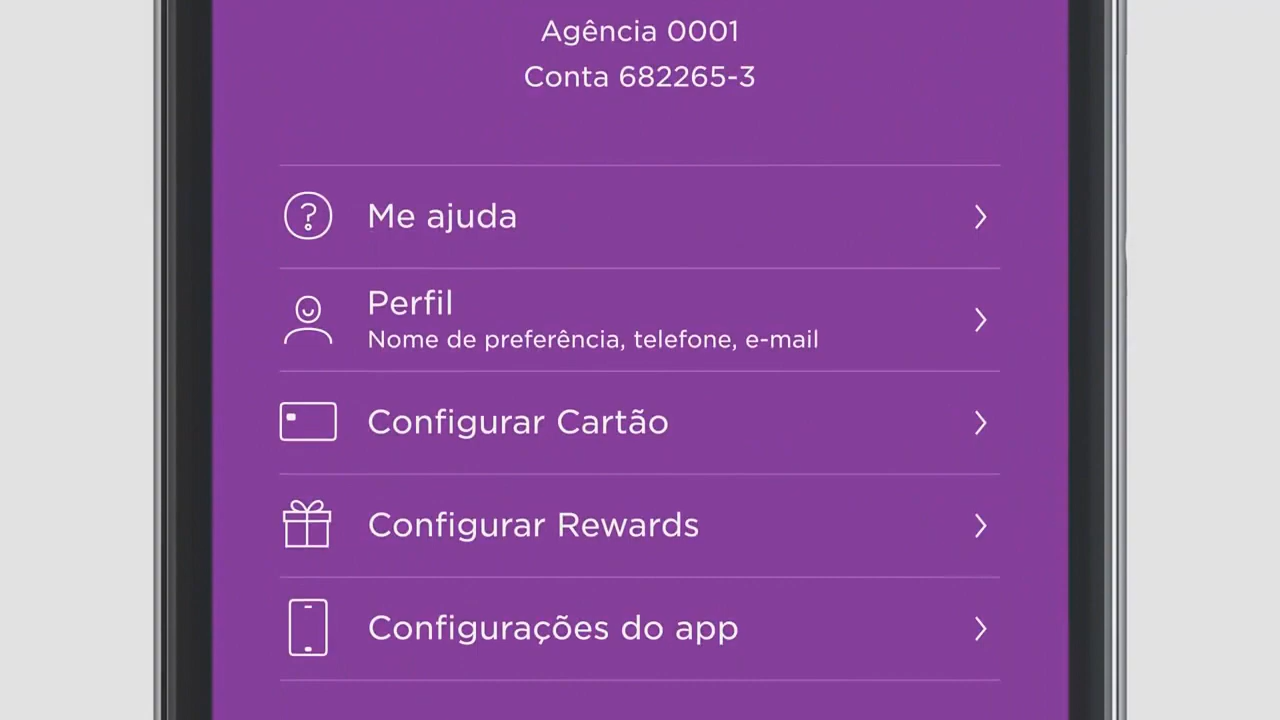 Agência 0001
Conta 682265-3
Me ajuda
Perfil
Nome de preferência, telefone, e-mail
Configurar Cartão
Configurar Rewards
Configurações do app